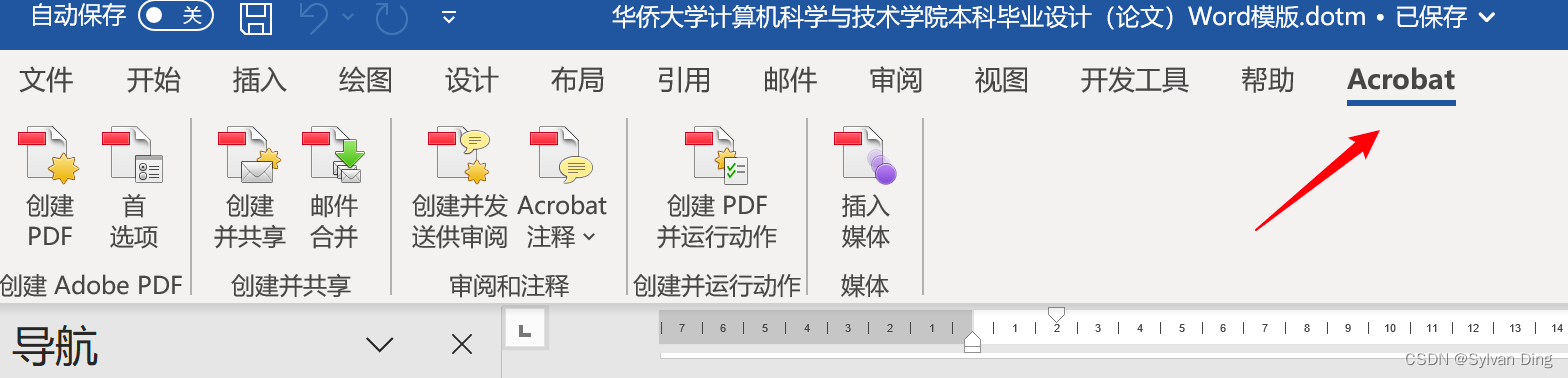 自动保存 关 华侨大学计算机科学与技术学院本科毕业设计（论文）Word模版.dotm • 已保存
文件 开始 插入 绘图 设计 布局 引用 邮件 审阅 视图 开发工具 帮助 Acrobat
创建 首 创建 邮件 创建并发 Acrobat 创建 PDF 插入
PDF 选项 并共享 合并 送供审阅 注释 并运行动作 媒体
创建 Adobe PDF 创建并共享 审阅和注释 创建并运行动作 媒体
导航 7 6 5 4 3 2 1 1 2 3 4 5 6 7 8 9 10 11 12 13 14
CSDN @Sylvan Ding